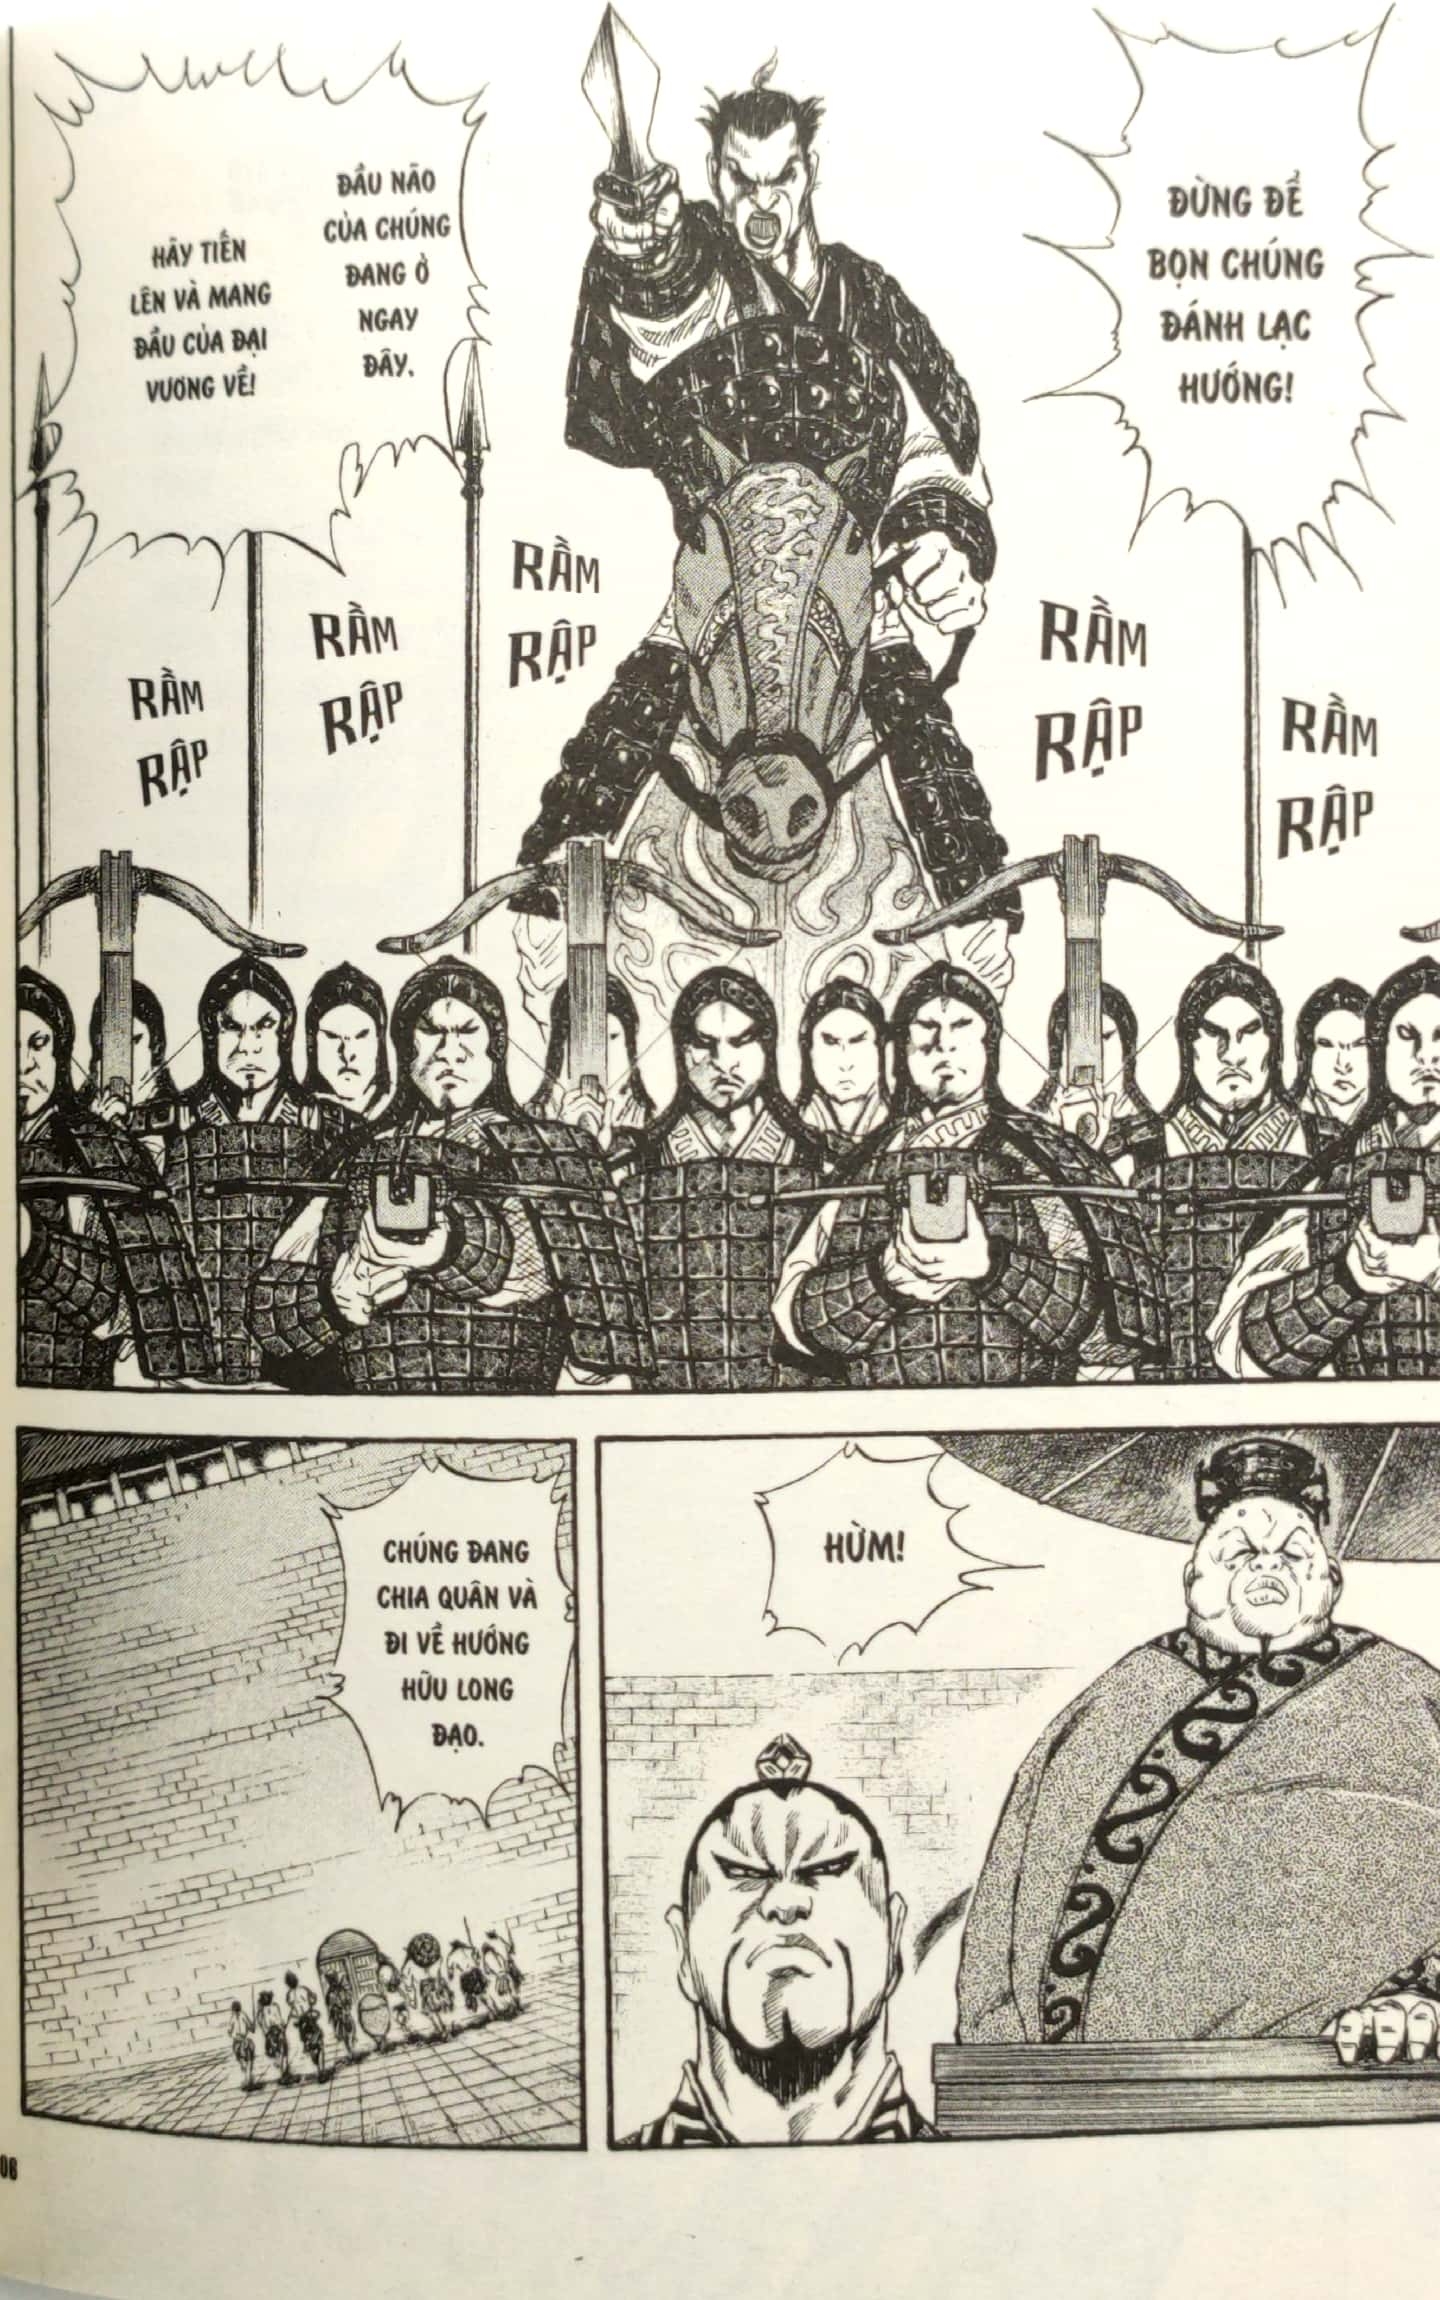 ĐỪNG ĐỂ
BỌN CHÚNG
ĐÁNH LẠC
HƯỚNG!
ĐẦU NÃO
CỦA CHÚNG
ĐANG Ở
NGAY
ĐÂY.
HÃY TIẾN
LÊN VÀ MANG
ĐẦU CỦA ĐẠI
VƯƠNG VỀ!
RẦM
RẬP
RẦM
RẬP
RẦM
RẬP
RẦM
RẬP
RẦM
RẬP
HỪM!
CHÚNG ĐANG
CHIA QUÂN VÀ
ĐI VỀ HƯỚNG
HỮU LONG
ĐẠO.
06